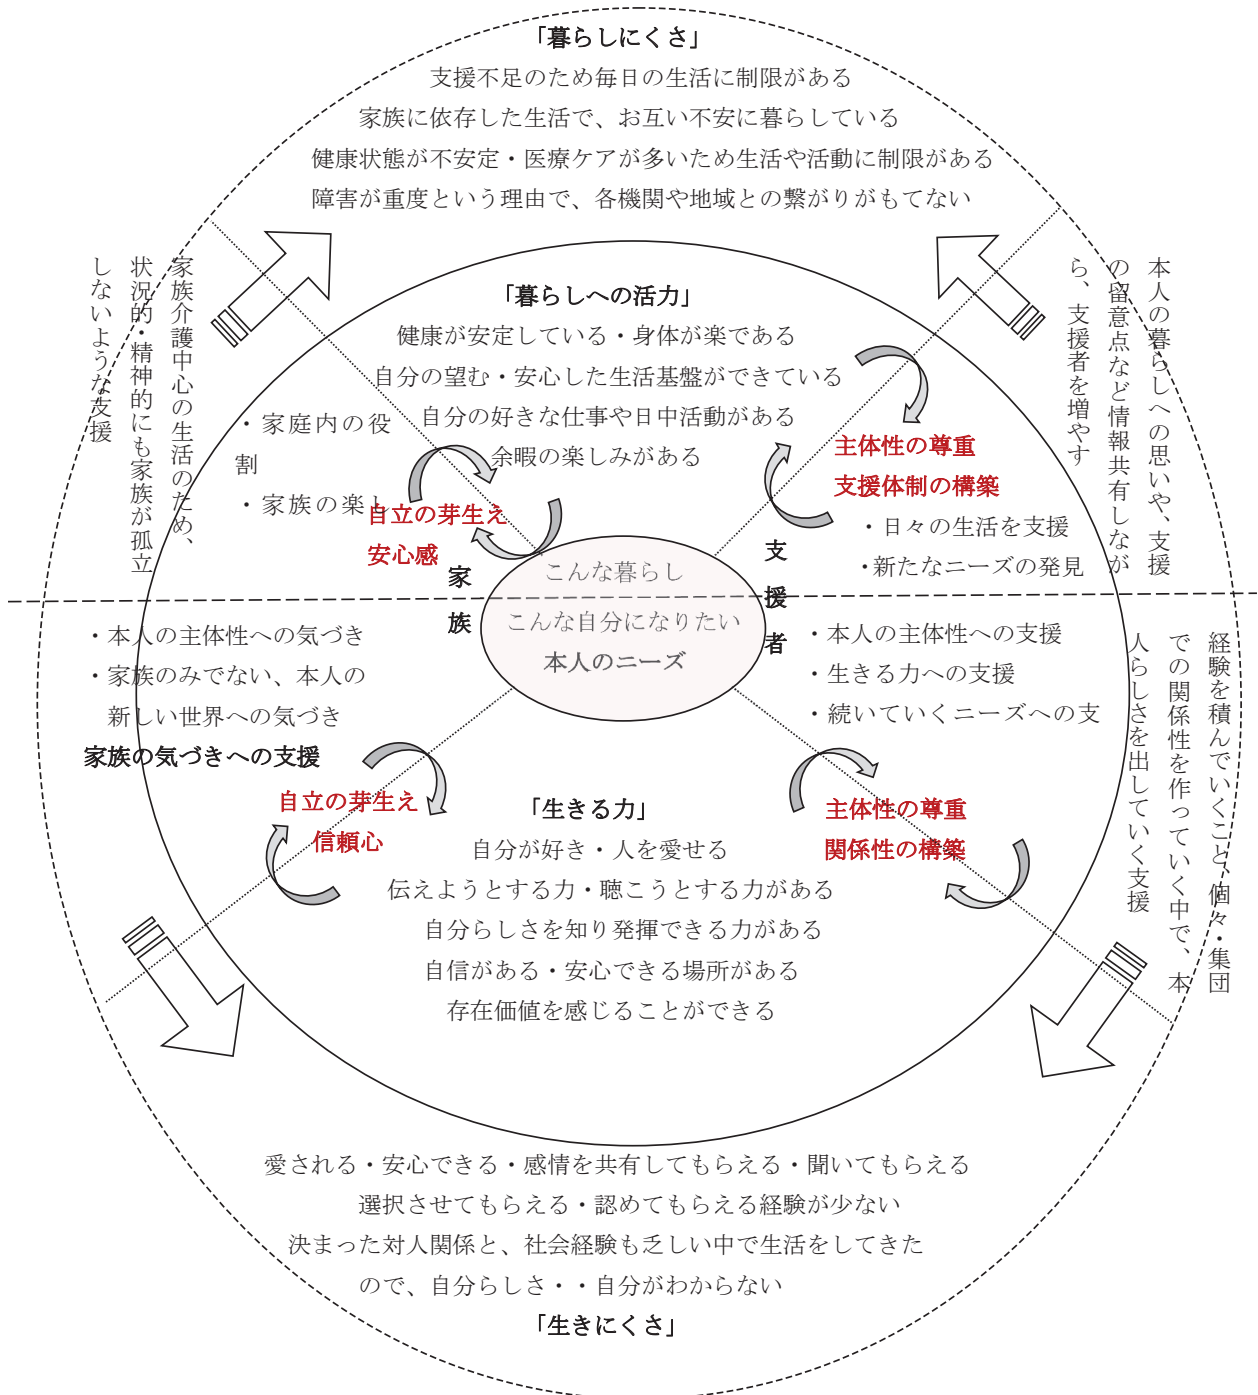 「暮らしにくさ」
支援不足のため毎日の生活に制限がある
家族に依存した生活で、お互い不安に暮らしている
健康状態が不安定・医療ケアが多いため生活や活動に制限がある
障害が重度という理由で、各機関や地域との繋がりがもてない
家族介護中心の生活のため、
状況的・精神的にも家族が孤立
しないような支援
本人の暮らしへの思いや、支援
の留意点など情報共有しなが
ら、支援者を増やす
「暮らしへの活力」
健康が安定している・身体が楽である
自分の望む・安心した生活基盤ができている
自分の好きな仕事や日中活動がある
余暇の楽しみがある
・家庭内の役
割
・家族の楽し
自立の芽生え
安心感
家族
主体性の尊重
支援体制の構築
・日々の生活を支援
・新たなニーズの発見
支援者
こんな暮らし
こんな自分になりたい
本人のニーズ
・本人の主体性への気づき
・家族のみでない、本人の
新しい世界への気づき
家族の気づきへの支援
自立の芽生え
信頼心
・本人の主体性への支援
・生きる力への支援
・続いていくニーズへの支
主体性の尊重
関係性の構築
経験を積んでいくこと、個々・集団
での関係性を作っていく中で、本
人らしさを出していく支援
「生きる力」
自分が好き・人を愛せる
伝えようとする力・聴こうとする力がある
自分らしさを知り発揮できる力がある
自信がある・安心できる場所がある
存在価値を感じることができる
愛される・安心できる・感情を共有してもらえる・聞いてもらえる
選択させてもらえる・認めてもらえる経験が少ない
決まった対人関係と、社会経験も乏しい中で生活をしてきた
ので、自分らしさ・・自分がわからない
「生きにくさ」